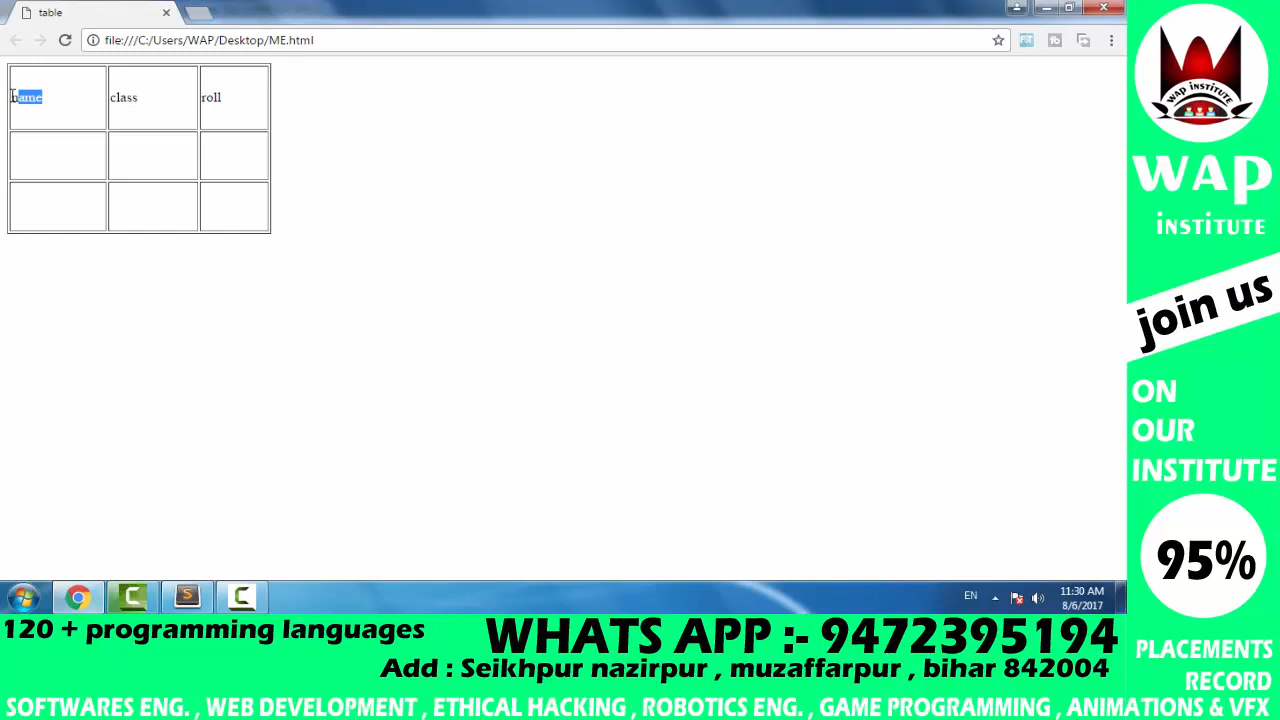 table
file:///C:/Users/WAP/Desktop/ME.html
name class roll
EN
11:30 AM
8/6/2017
WAP INSTITUTE
WAP
INSTITUTE
join us
ON
OUR
INSTITUTE
95%
PLACEMENTS
RECORD
120 + programming languages
WHATS APP :- 9472395194
Add : Seikhpur nazirpur , muzaffarpur , bihar 842004
SOFTWARES ENG. , WEB DEVELOPMENT , ETHICAL HACKING , ROBOTICS ENG. , GAME PROGRAMMING , ANIMATIONS & VFX